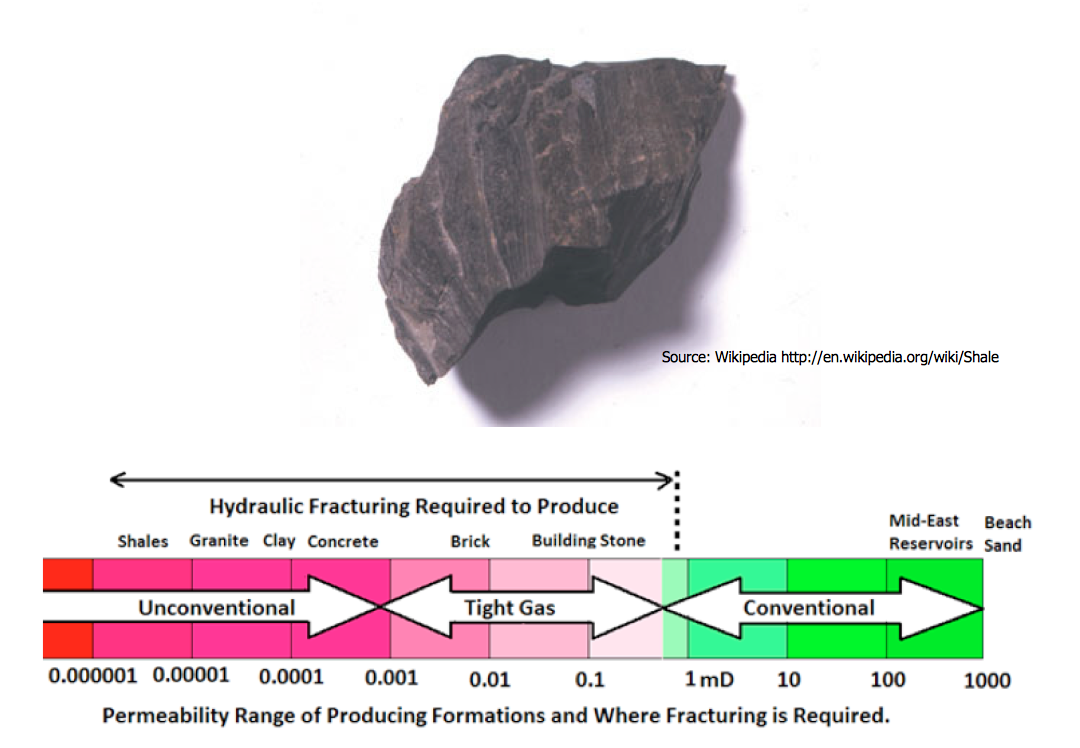 Source: Wikipedia http://en.wikipedia.org/wiki/Shale
Hydraulic Fracturing Required to Produce
Shales Granite Clay Concrete Brick Building Stone
Mid-East
Reservoirs
Beach
Sand
Unconventional Tight Gas Conventional
0.000001 0.00001 0.0001 0.001 0.01 0.1 1 mD 10 100 1000
Permeability Range of Producing Formations and Where Fracturing is Required.